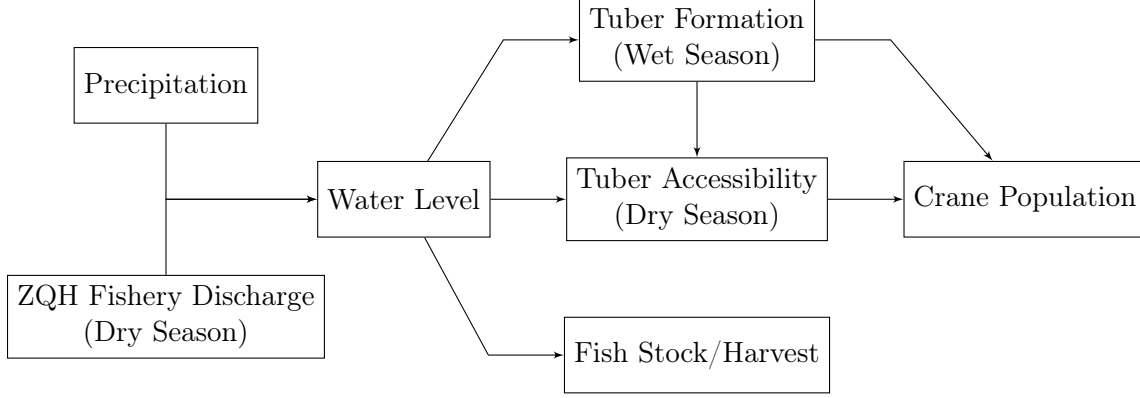 Tuber Formation
(Wet Season)
Precipitation
Water Level
Tuber Accessibility
(Dry Season)
Crane Population
ZQH Fishery Discharge
(Dry Season)
Fish Stock/Harvest